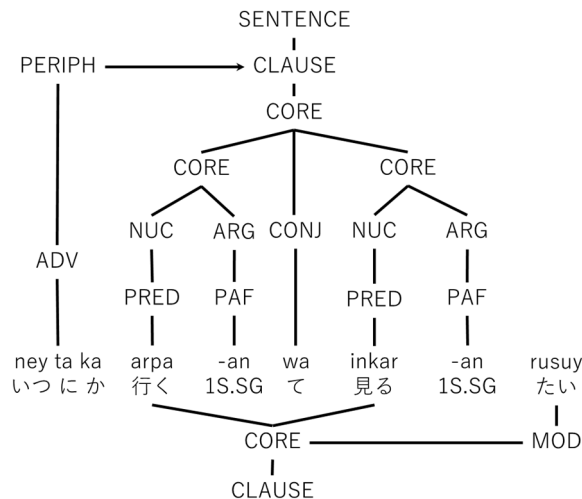 SENTENCE
PERIPH CLAUSE
CORE
CORE CORE
NUC ARG CONJ NUC ARG
ADV
PRED PAF PRED PAF
ney ta ka arpa -an wa inkar -an rusuy
いつ に か 行く 1S.SG て 見る 1S.SG たい
CORE MOD
CLAUSE